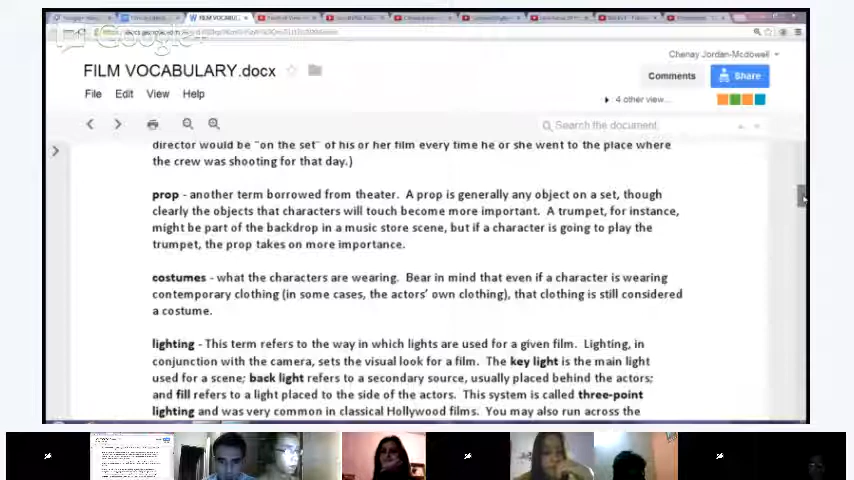 FILM VOCABULA...
Google+
Chenay Jordan-Mcdowell
FILM VOCABULARY.docx
Comments
Share
File Edit View Help
4 other view...
Search the document
director would be "on the set" of his or her film every time he or she went to the place where
the crew was shooting for that day.)
prop - another term borrowed from theater. A prop is generally any object on a set, though
clearly the objects that characters will touch become more important. A trumpet, for instance,
might be part of the backdrop in a music store scene, but if a character is going to play the
trumpet, the prop takes on more importance.
costumes - what the characters are wearing. Bear in mind that even if a character is wearing
contemporary clothing (in some cases, the actors' own clothing), that clothing is still considered
a costume.
lighting - This term refers to the way in which lights are used for a given film. Lighting, in
conjunction with the camera, sets the visual look for a film. The key light is the main light
used for a scene; back light refers to a secondary source, usually placed behind the actors;
and fill refers to a light placed to the side of the actors. This system is called three-point
lighting and was very common in classical Hollywood films. You may also run across the